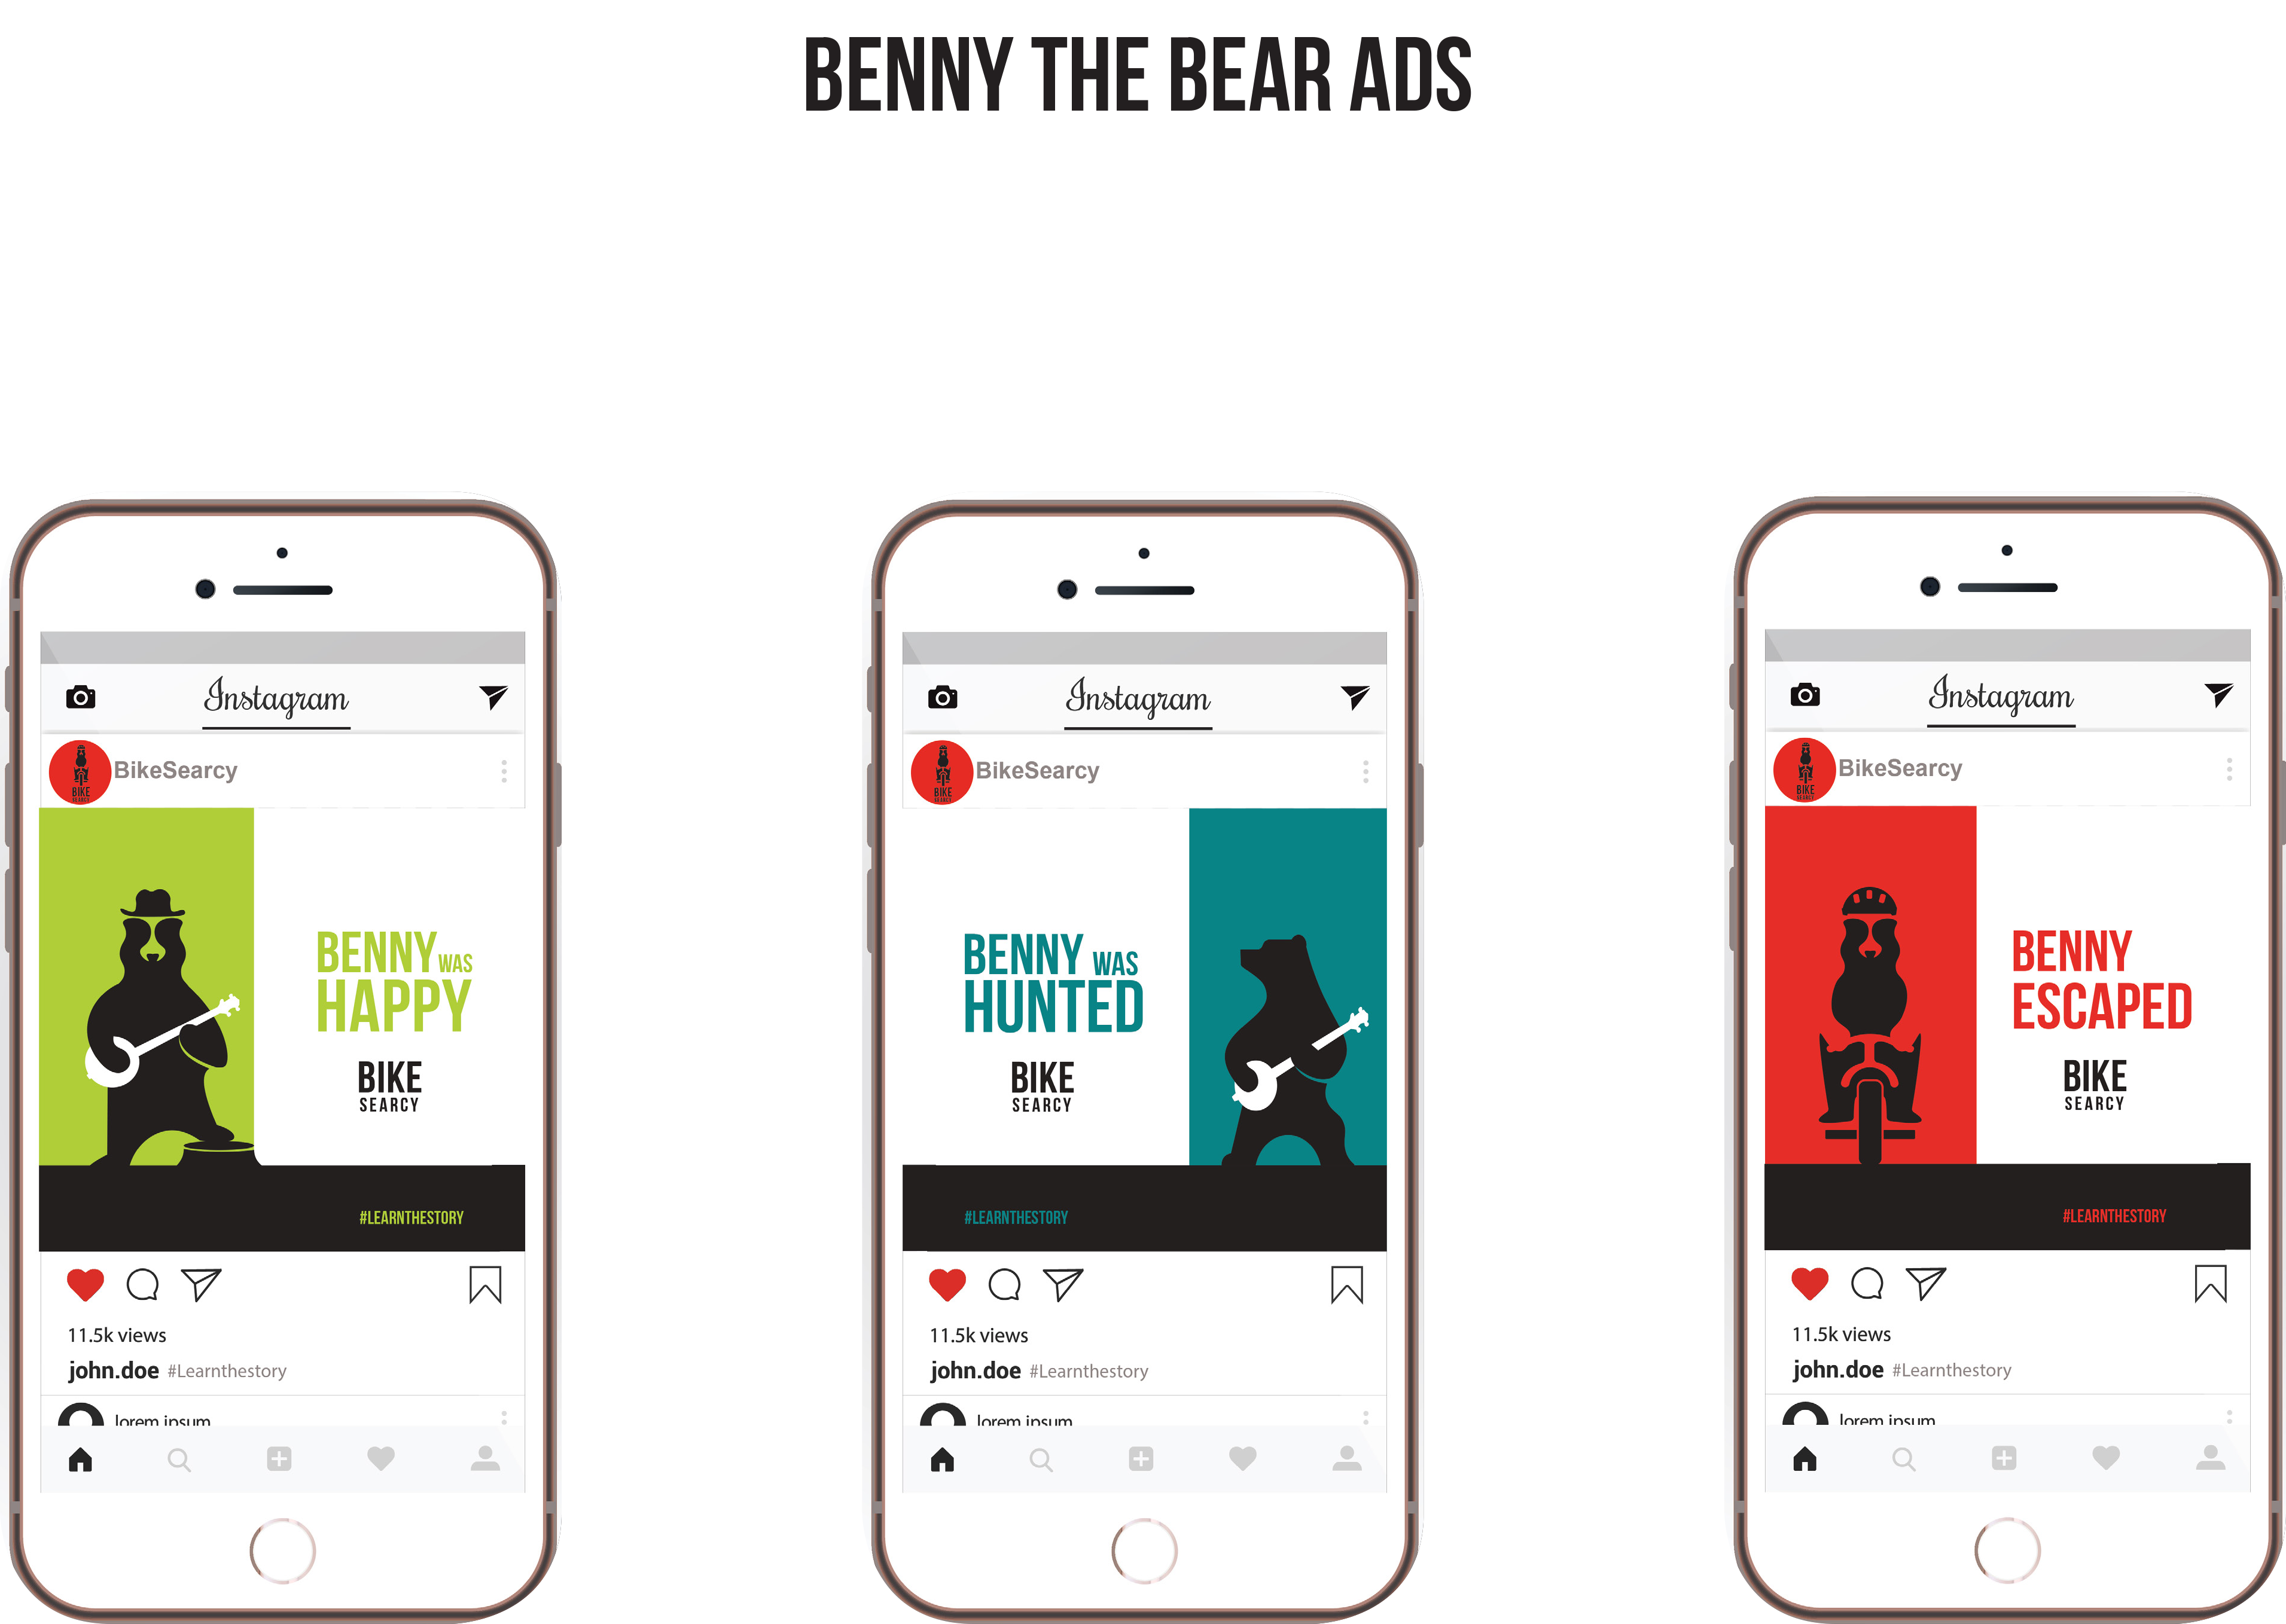 BENNY THE BEAR ADS
Instagram
BikeSearcy
BIKE
SEARCY
BENNY WAS
HAPPY
BIKE
SEARCY
#LEARNTHESTORY
11.5k views
john.doe #Learnthestory
lorem ipsum
Instagram
BikeSearcy
BIKE
SEARCY
BENNY WAS
HUNTED
BIKE
SEARCY
#LEARNTHESTORY
11.5k views
john.doe #Learnthestory
lorem ipsum
Instagram
BikeSearcy
BIKE
SEARCY
BENNY
ESCAPED
BIKE
SEARCY
#LEARNTHESTORY
11.5k views
john.doe #Learnthestory
lorem ipsum